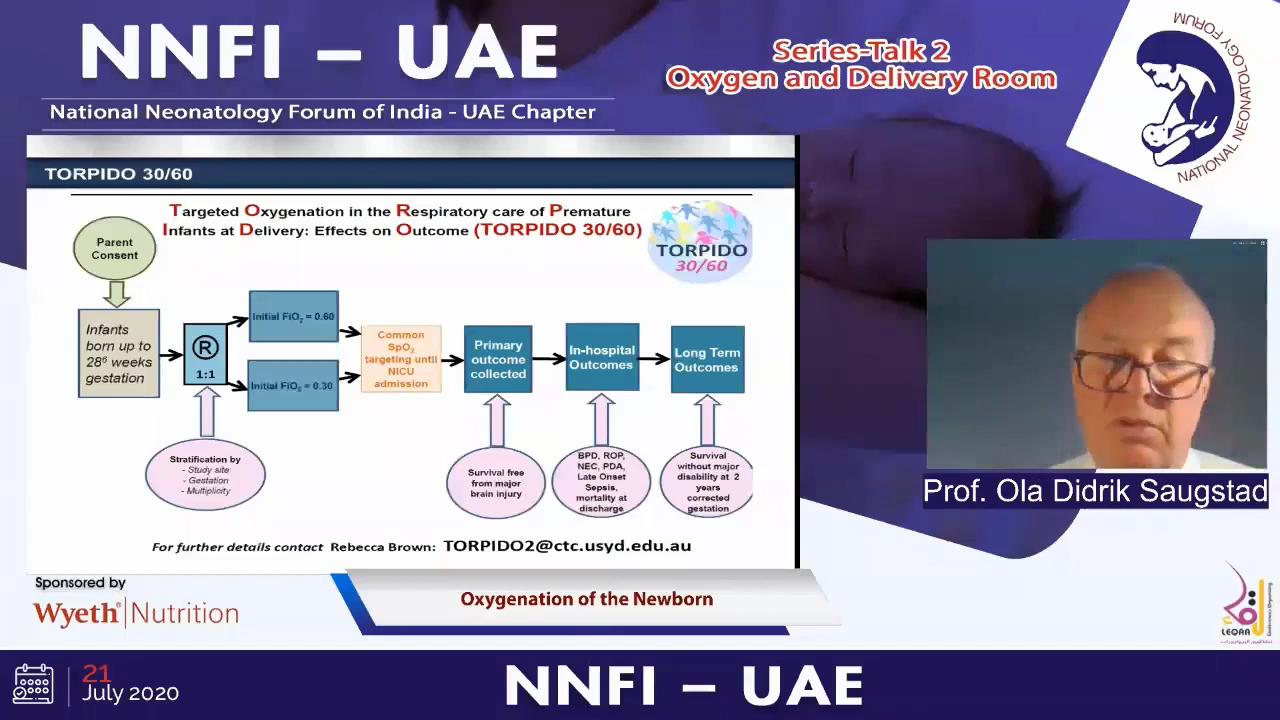 NNFI – UAE
National Neonatology Forum of India - UAE Chapter
Series-Talk 2
Oxygen and Delivery Room
NATIONAL NEONATOLOGY FORUM
TORPIDO 30/60
Targeted Oxygenation in the Respiratory care of Premature
Infants at Delivery: Effects on Outcome (TORPIDO 30/60)
TORPIDO
30/60
Parent
Consent
Infants
born up to
28⁶ weeks
gestation
®
1:1
Initial FiO₂ = 0.60
Initial FiO₂ = 0.30
Common
SpO₂
targeting until
NICU
admission
Primary
outcome
collected
In-hospital
Outcomes
Long Term
Outcomes
Stratification by
- Study site
- Gestation
- Multiplicity
Survival free
from major
brain injury
BPD, ROP,
NEC, PDA,
Late Onset
Sepsis,
mortality at
discharge
Survival
without major
disability at 2
years
corrected
gestation
For further details contact Rebecca Brown: TORPIDO2@ctc.usyd.edu.au
Prof. Ola Didrik Saugstad
Sponsored by
Wyeth® Nutrition
Oxygenation of the Newborn
LEQAA
21
July 2020
NNFI – UAE